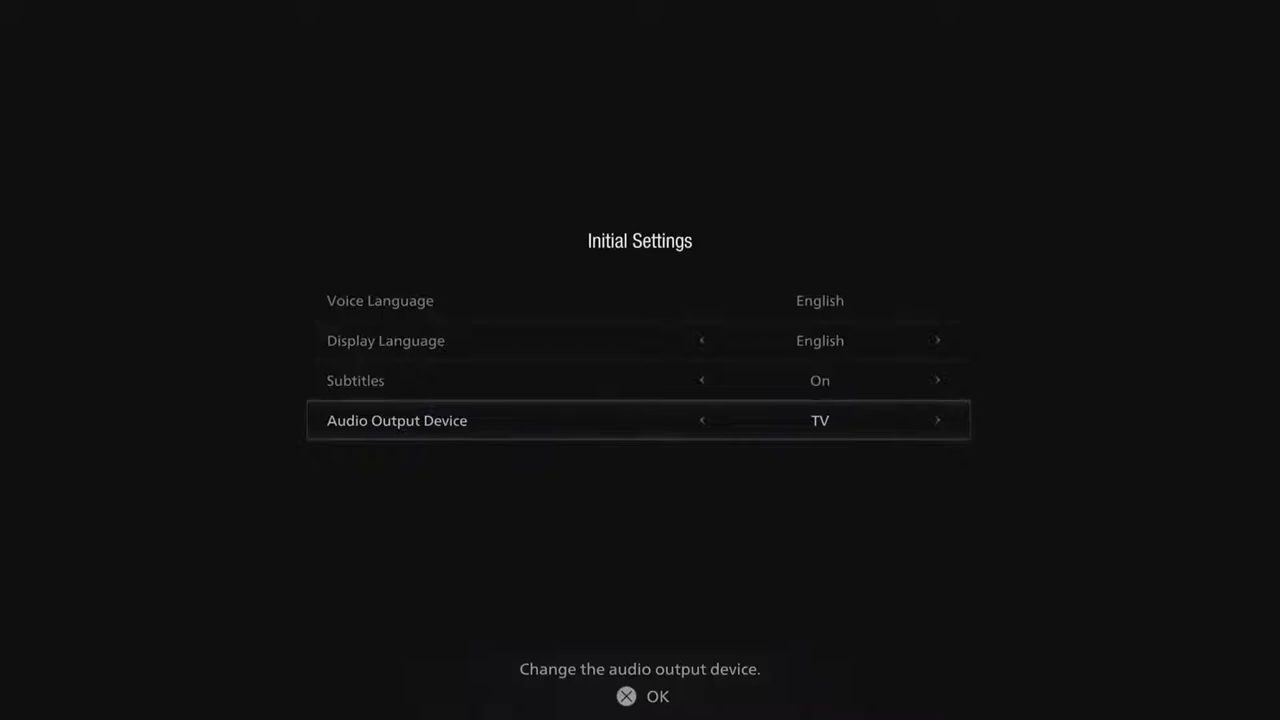 Initial Settings
Voice Language English
Display Language English
Subtitles On
Audio Output Device TV
Change the audio output device.
OK